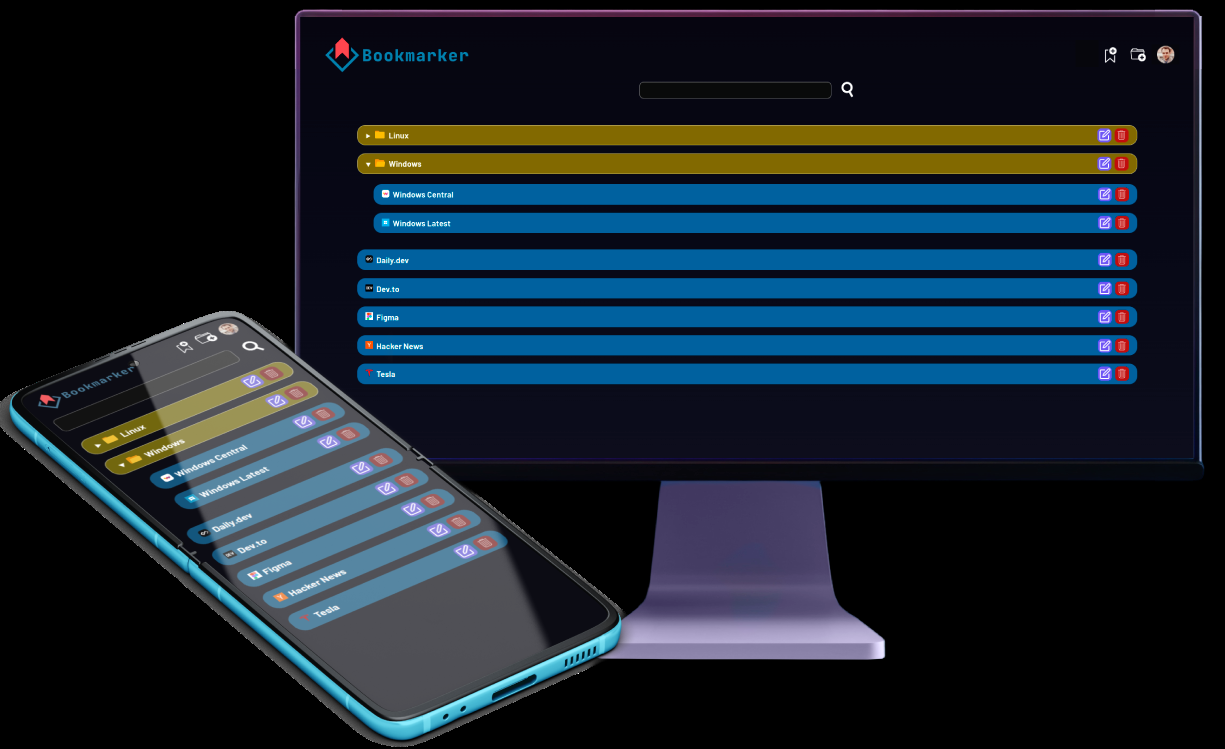 Bookmarker
Linux
Windows
Windows Central
Windows Latest
Daily.dev
Dev.to
Figma
Hacker News
Tesla
Bookmarker
Linux
Windows
Windows Central
Windows Latest
Daily.dev
Dev.to
Figma
Hacker News
Tesla